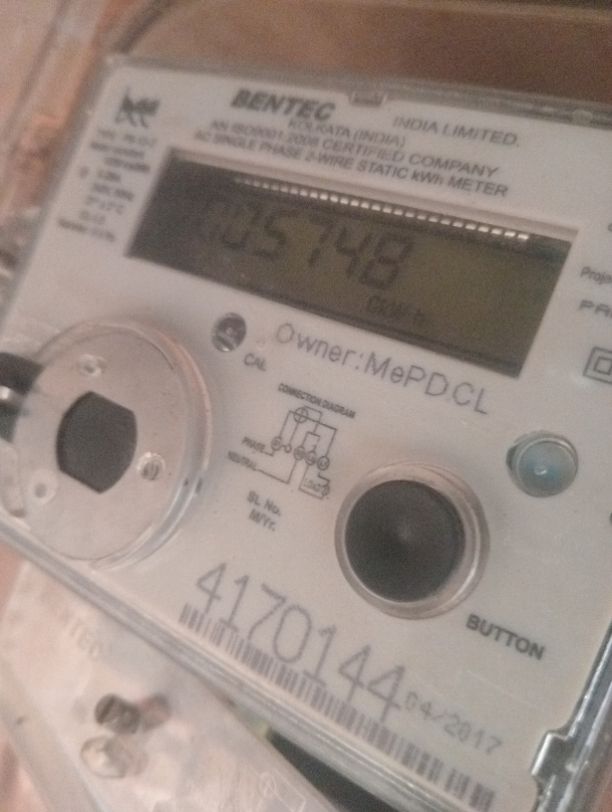 BENTEC
INDIA LIMITED.
KOLKATA (INDIA)
AN ISO9001:2008 CERTIFIED COMPANY
AC SINGLE PHASE 2-WIRE STATIC kWh METER
005748
kWh
CAL
Owner:MePDCL
CONNECTION DIAGRAM
PHASE
NEUTRAL
LOAD
SL. No.
M/Yr.
BUTTON
4170144
04/2017